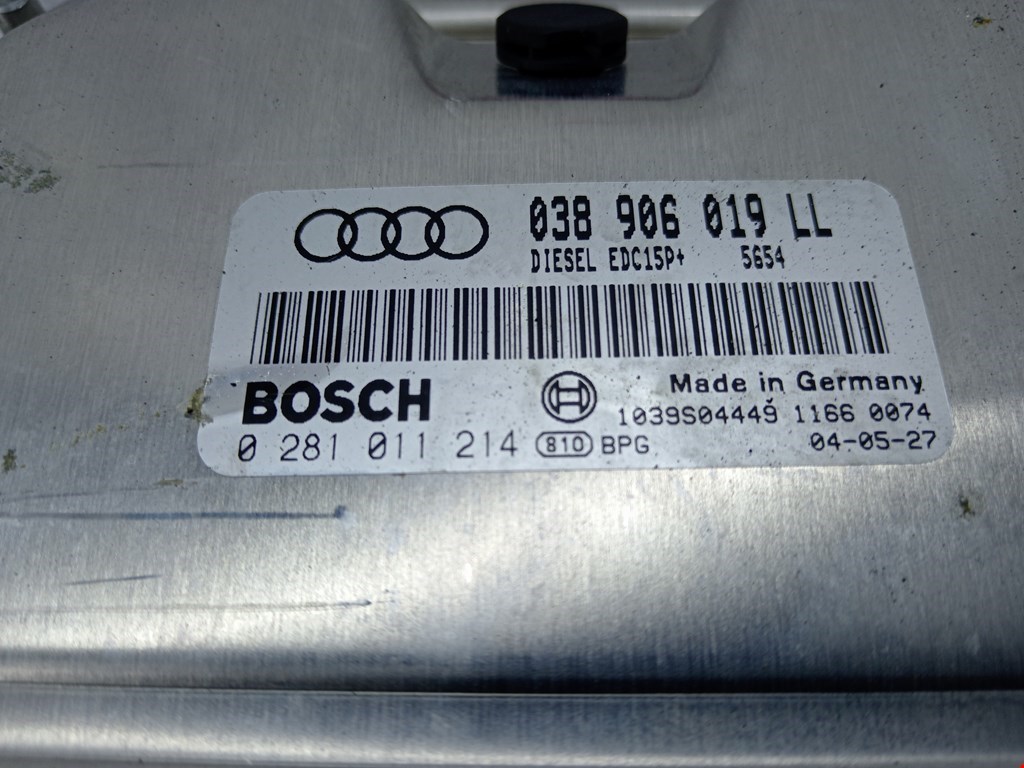 038 906 019 LL
DIESEL EDC15P+ 5654
BOSCH
Made in Germany
1039S04449 1166 0074
0 281 011 214 810 BPG
04-05-27